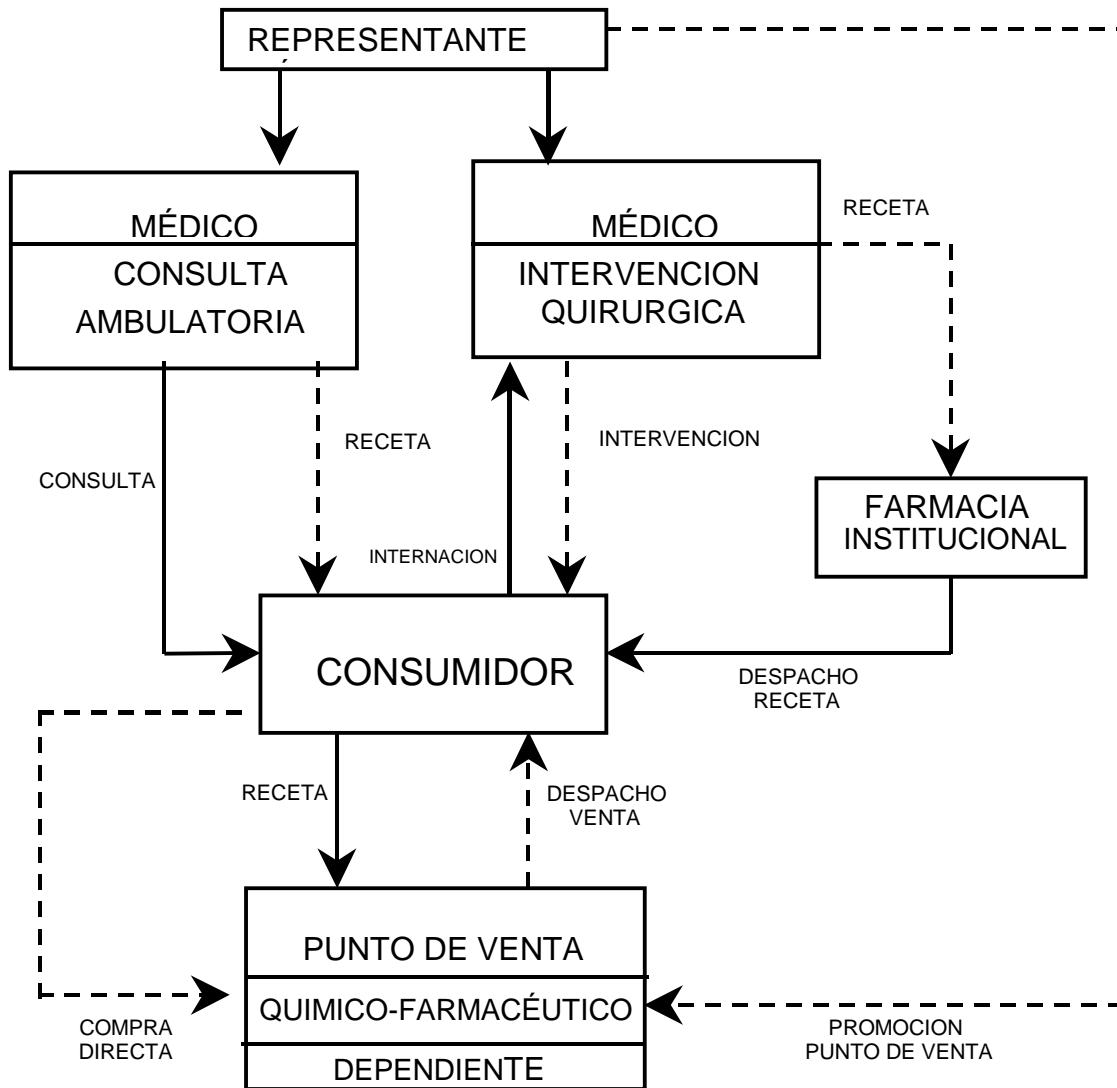 REPRESENTANTE
MÉDICO
CONSULTA
AMBULATORIA
MÉDICO
INTERVENCION
QUIRURGICA
RECETA
CONSULTA
RECETA
INTERNACION
INTERVENCION
FARMACIA
INSTITUCIONAL
CONSUMIDOR
DESPACHO
RECETA
RECETA
DESPACHO
VENTA
PUNTO DE VENTA
QUIMICO-FARMACÉUTICO
DEPENDIENTE
COMPRA
DIRECTA
PROMOCION
PUNTO DE VENTA